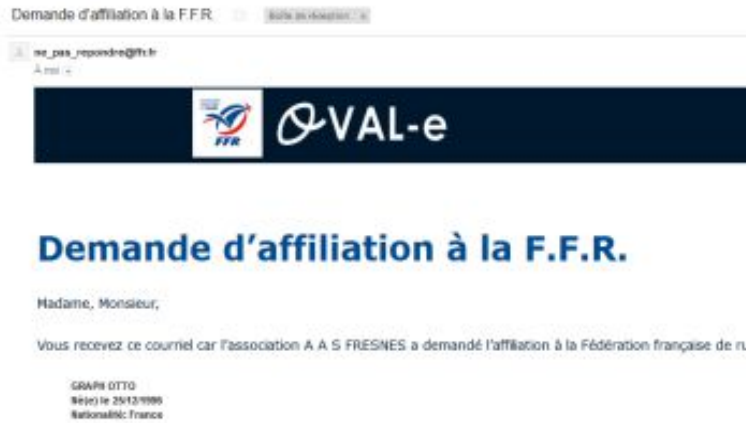 Demande d'affiliation à la F.F.R.
Boîte de réception x
ne_pas_repondre@ffr.fr
À moi
FFR OVAL-e
Demande d'affiliation à la F.F.R.
Madame, Monsieur,
Vous recevez ce courriel car l'association A A S FRESNES a demandé l'affiliation à la Fédération française de ru
GRAPH OTTO
Né(e) le 25/12/1986
Nationalité: France